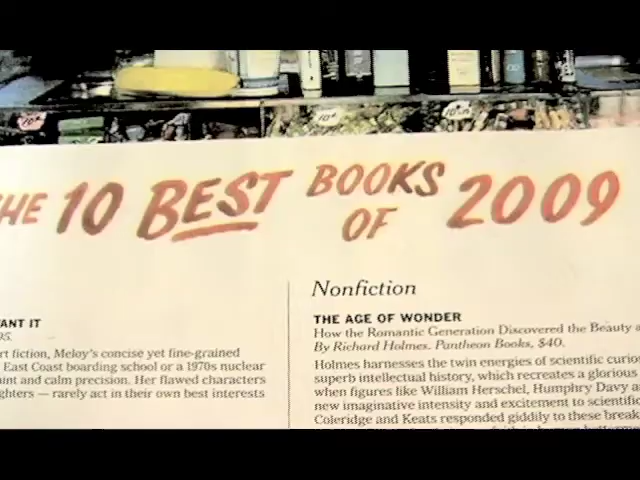 THE 10 BEST BOOKS OF 2009
ANT IT
95.
rt fiction, Meloy's concise yet fine-grained
East Coast boarding school or a 1970s nuclear
aint and calm precision. Her flawed characters
ghters — rarely act in their own best interests
Nonfiction
THE AGE OF WONDER
How the Romantic Generation Discovered the Beauty a
By Richard Holmes. Pantheon Books, $40.
Holmes harnesses the twin energies of scientific curio
superb intellectual history, which recreates a glorious
when figures like William Herschel, Humphry Davy a
new imaginative intensity and excitement to scientific
Coleridge and Keats responded giddily to these break